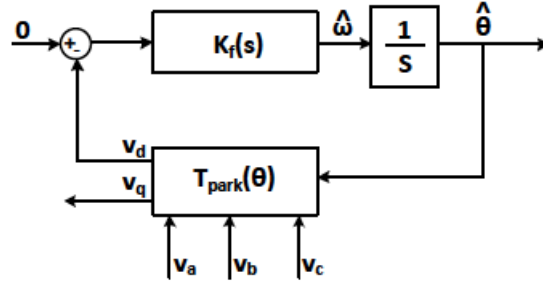 0
+
-
K_f(s)
ω̂
1
S
θ̂
v_d
v_q
T_park(θ)
v_a
v_b
v_c